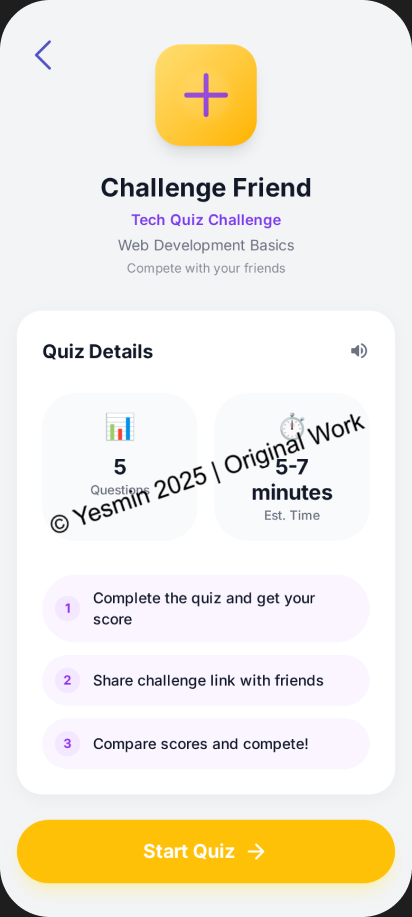 Challenge Friend
Tech Quiz Challenge
Web Development Basics
Compete with your friends
Quiz Details
5
Questions
5-7
minutes
Est. Time
© Yesmin 2025 | Original Work
1 Complete the quiz and get your
score
2 Share challenge link with friends
3 Compare scores and compete!
Start Quiz →